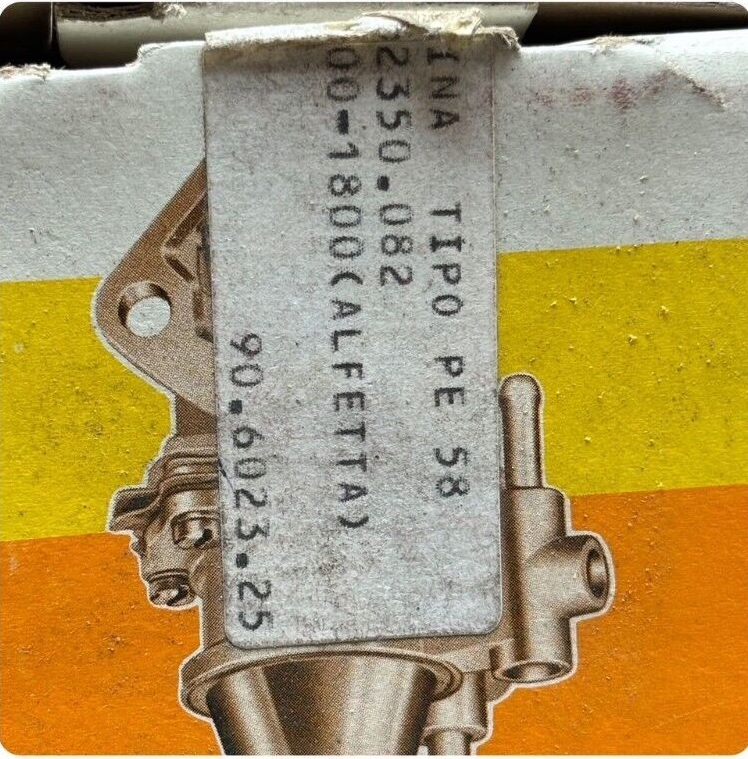 INA TIPO PE 58
2350.082
00-1800(ALFETTA)
90.6023.25